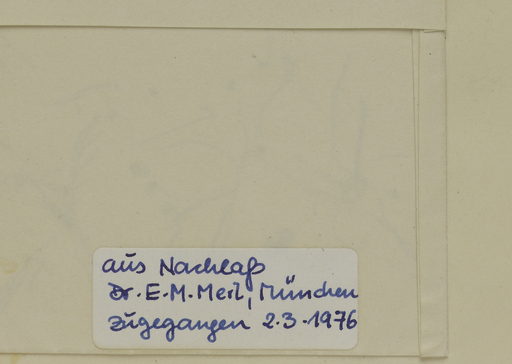 aus Nachlaß
Dr. E.M. Merl, München
zugegangen 2.3.1976